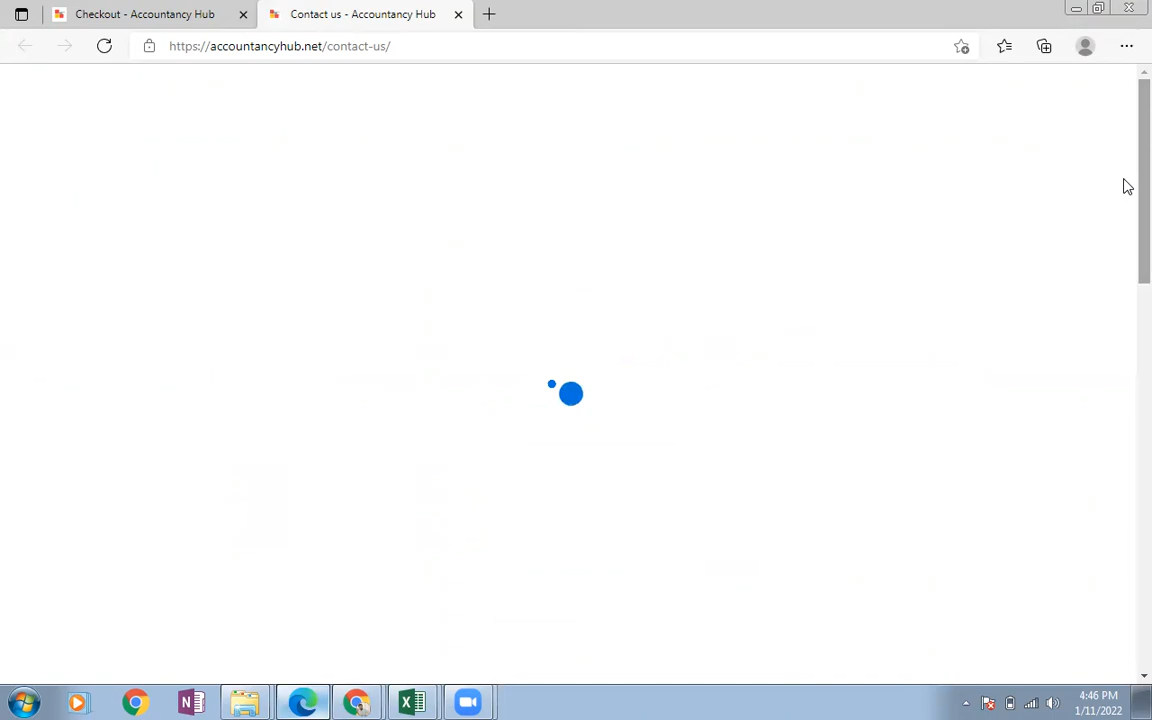 Checkout - Accountancy Hub
Contact us - Accountancy Hub
https://accountancyhub.net/contact-us/
4:46 PM
1/11/2022